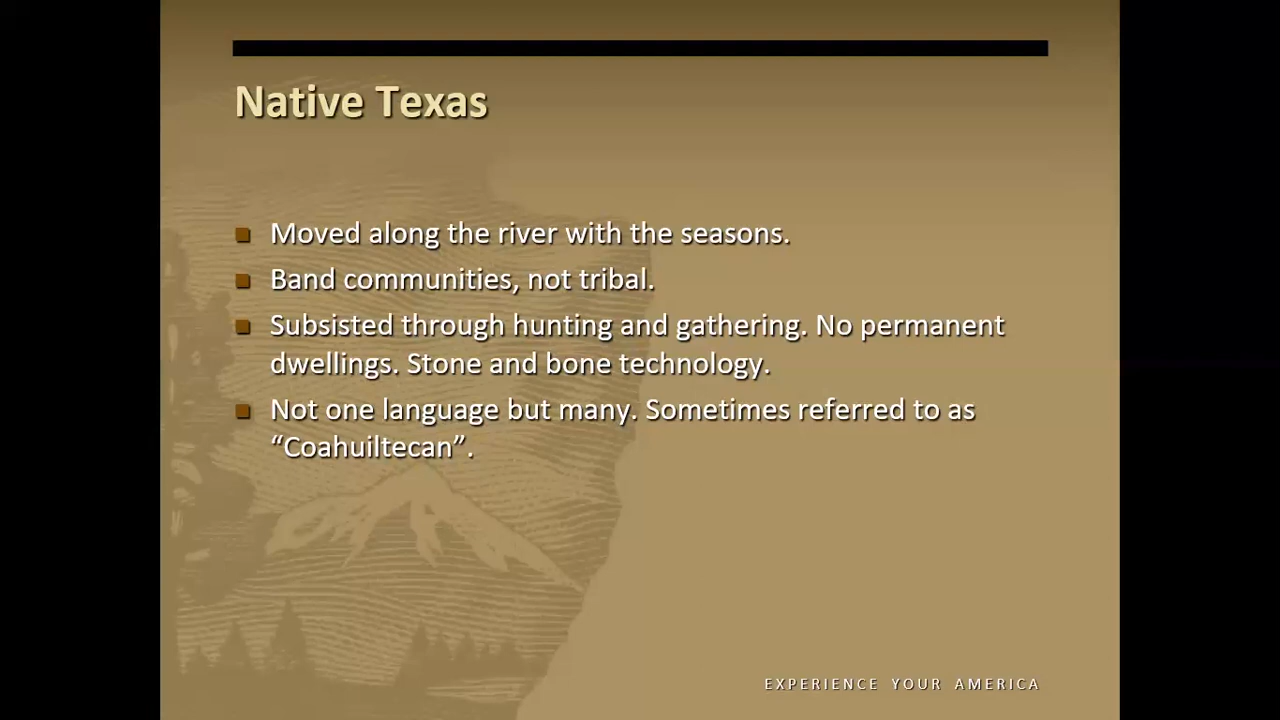 Native Texas
Moved along the river with the seasons.
Band communities, not tribal.
Subsisted through hunting and gathering. No permanent
dwellings. Stone and bone technology.
Not one language but many. Sometimes referred to as
“Coahuiltecan”.
EXPERIENCE YOUR AMERICA